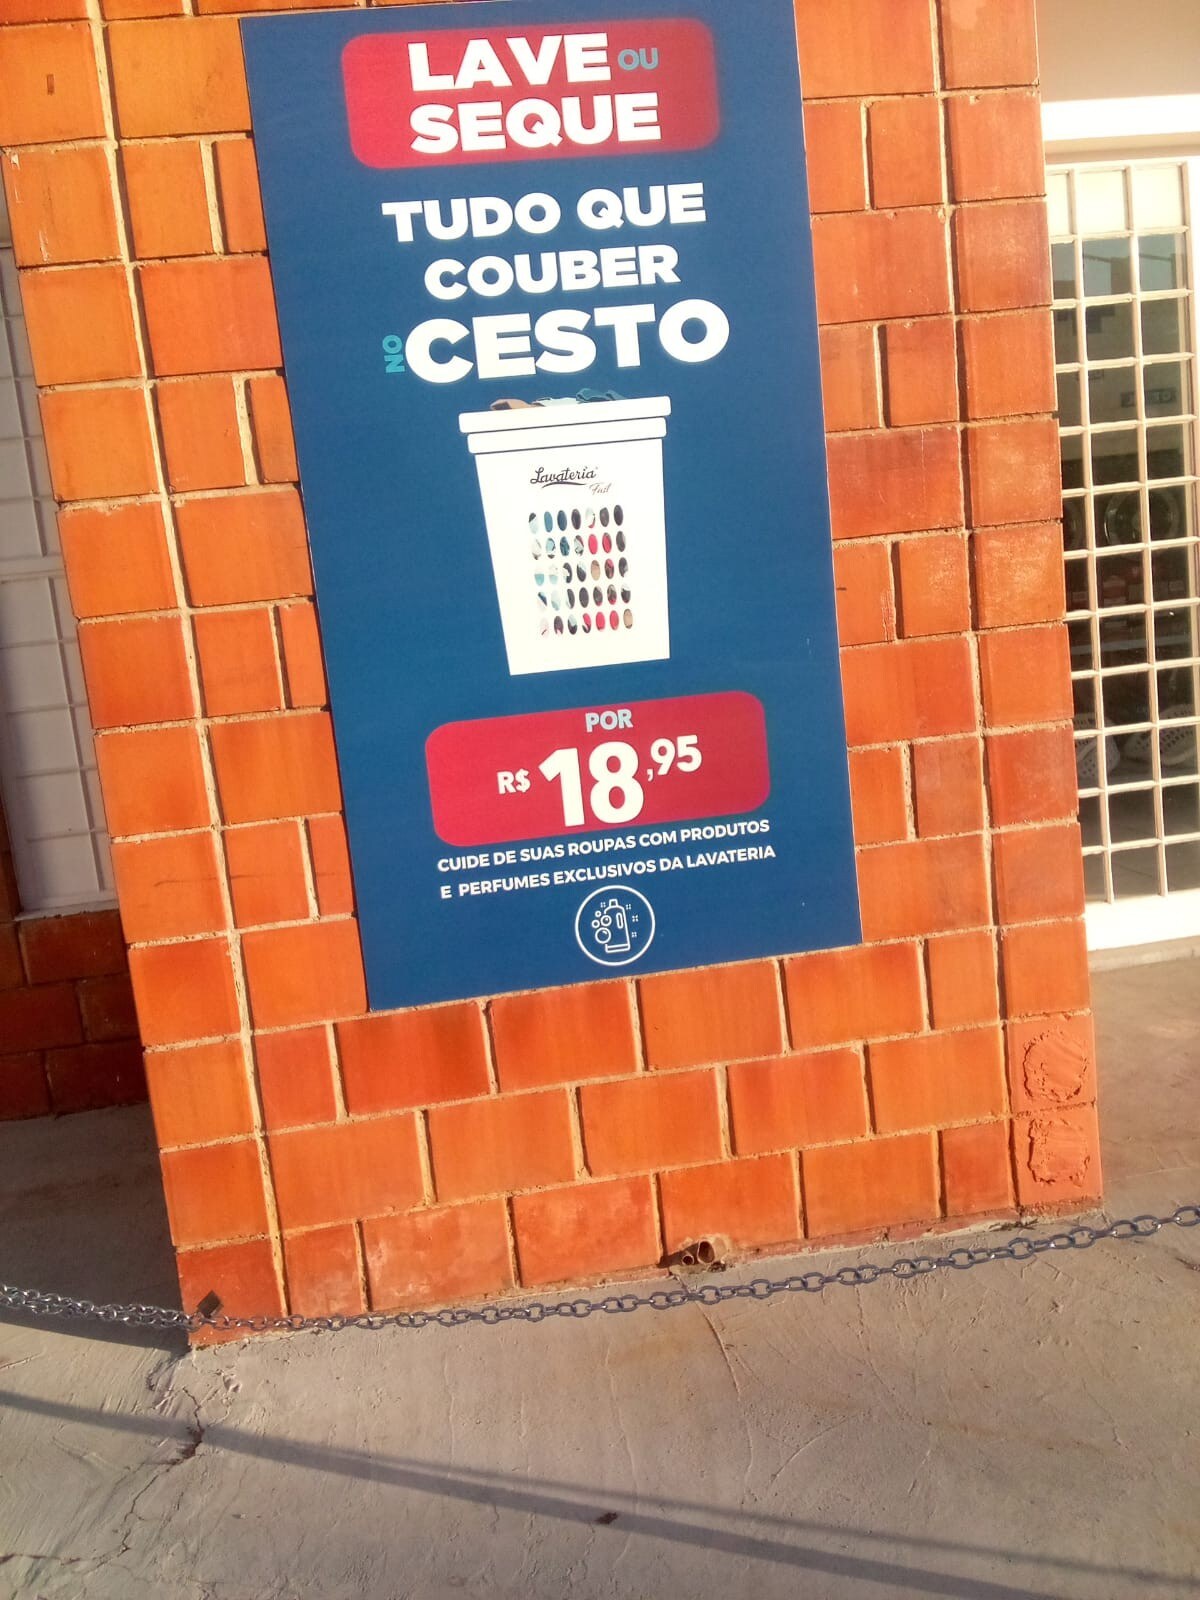 LAVE OU
SEQUE
TUDO QUE
COUBER
NO CESTO
Lavateria
Fast
POR
R$ 18,95
CUIDE DE SUAS ROUPAS COM PRODUTOS
E PERFUMES EXCLUSIVOS DA LAVATERIA